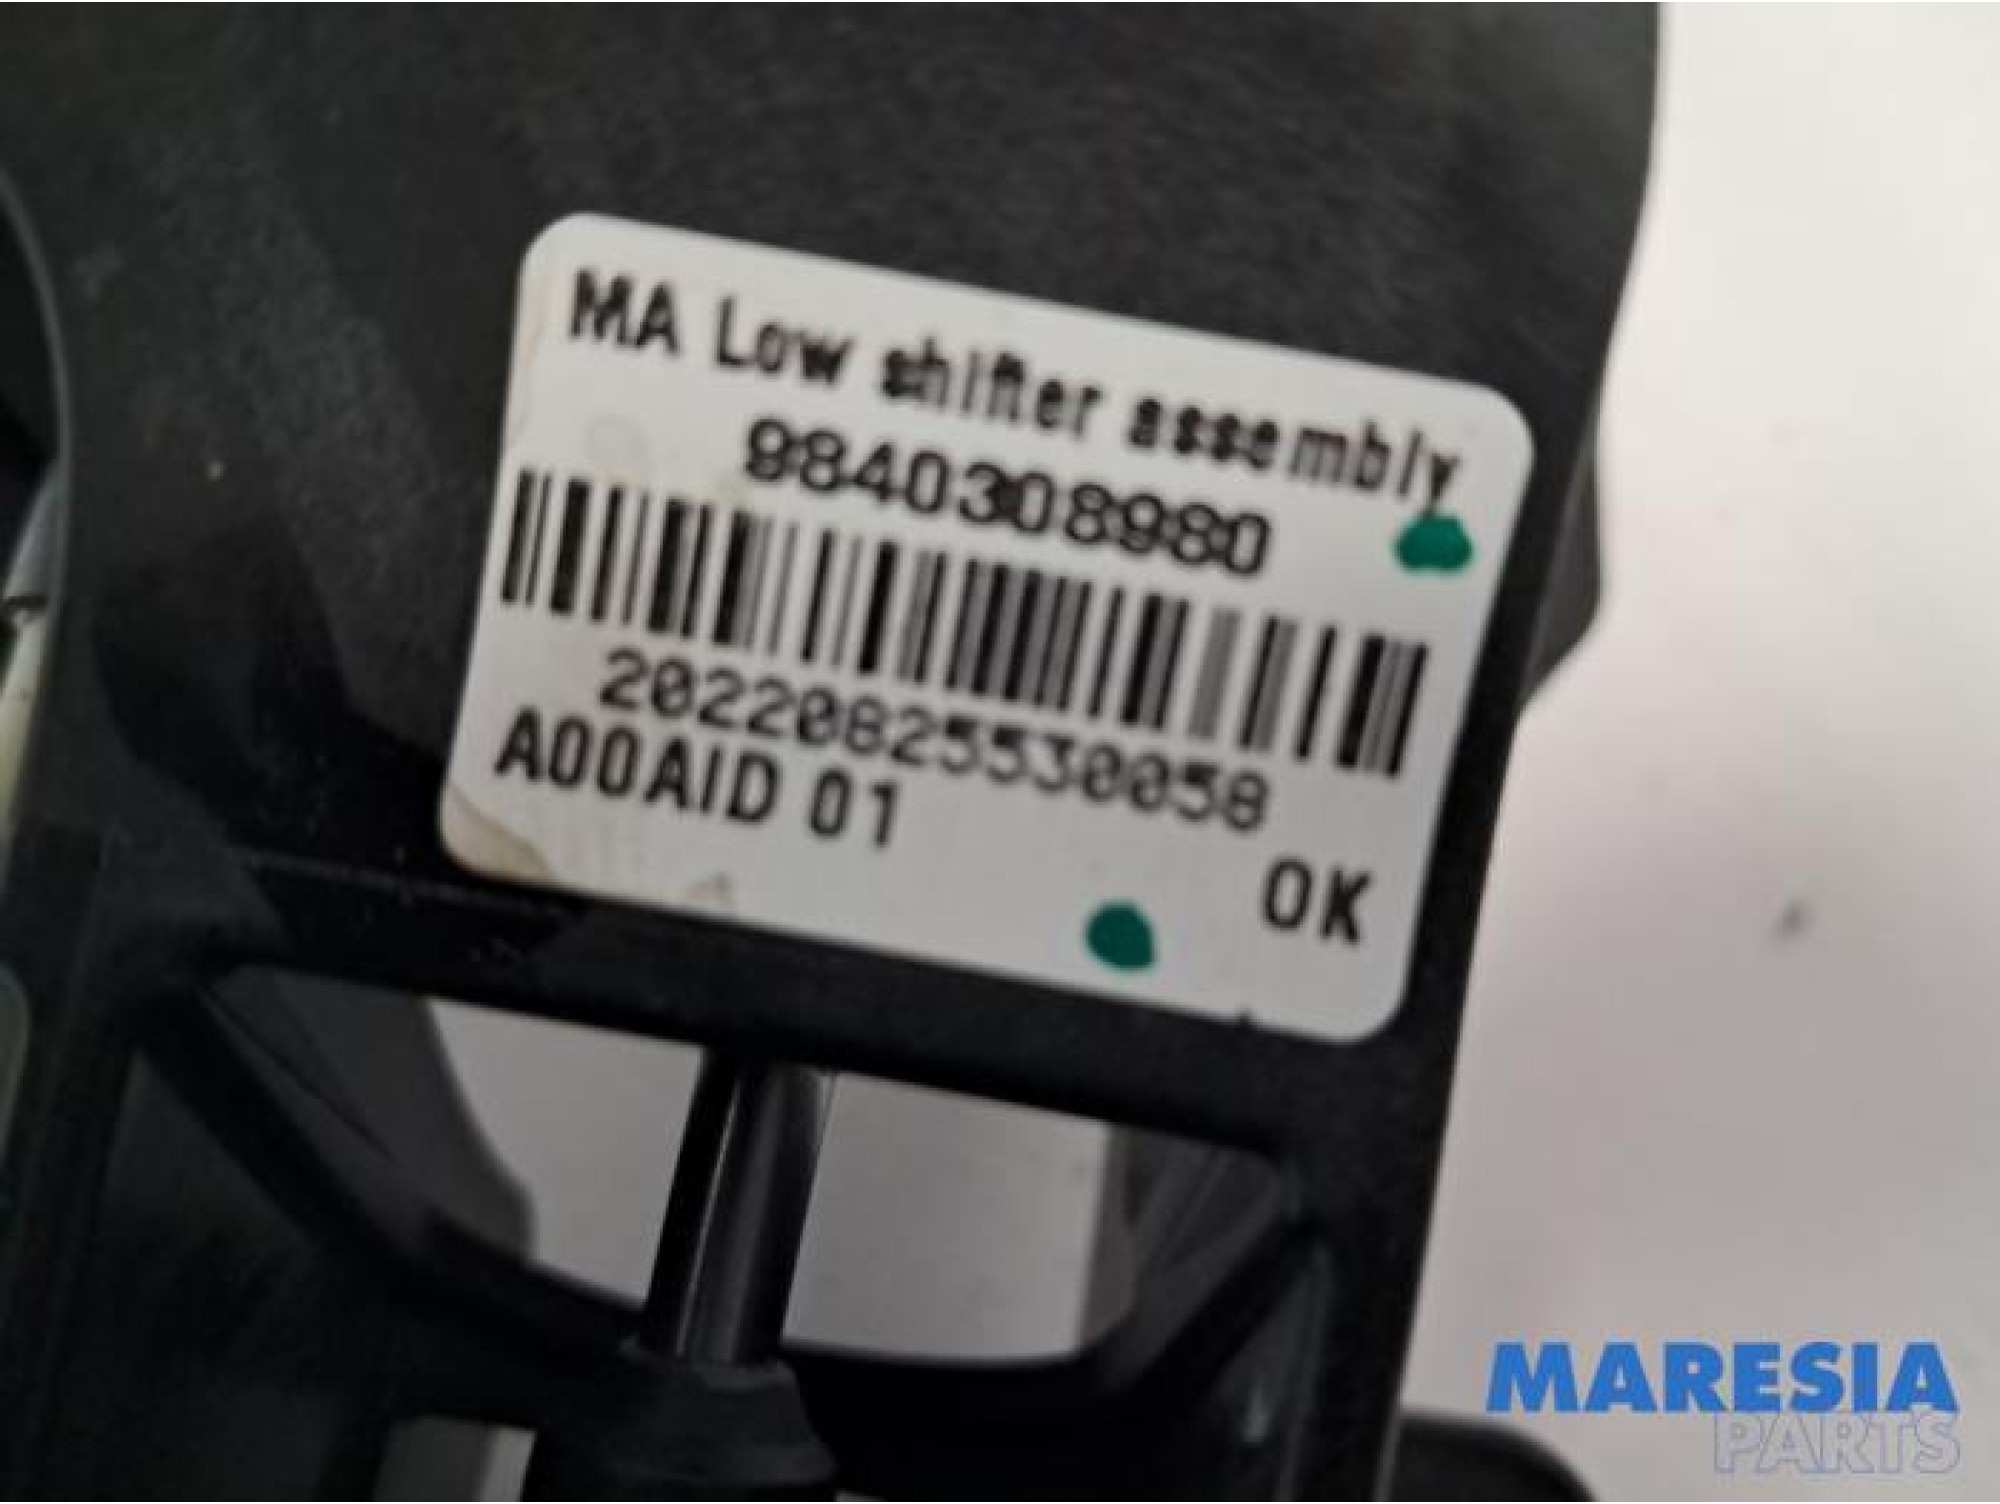 MA Low shifter assembly
9840308980
20220825530058
A00AID 01
OK
MARESIA
PARTS